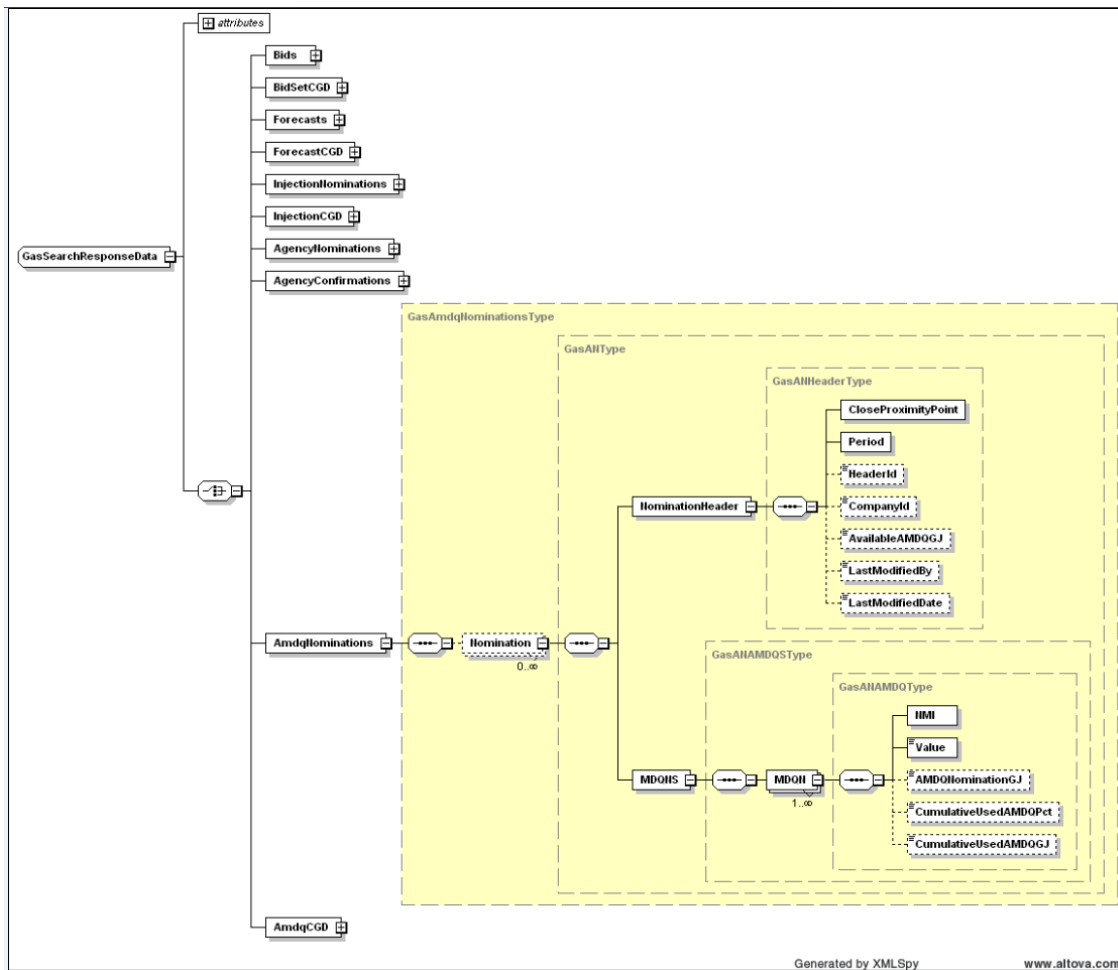 attributes
Bids
BidSetCGD
Forecasts
ForecastCGD
InjectionNominations
InjectionCGD
GasSearchResponseData
AgencyNominations
AgencyConfirmations
GasAmdqNominationsType
GasANType
GasANHeaderType
CloseProximityPoint
Period
HeaderId
NominationHeader
CompanyId
AvailableAMDQGJ
LastModifiedBy
LastModifiedDate
AmdqNominations
Nomination
0..∞
GasANAMDQSType
GasANAMDQType
NMI
Value
MDQNS
MDQN
1..∞
AMDQNominationGJ
CumulativeUsedAMDQPct
CumulativeUsedAMDQGJ
AmdqCGD
Generated by XMLSpy www.altova.com